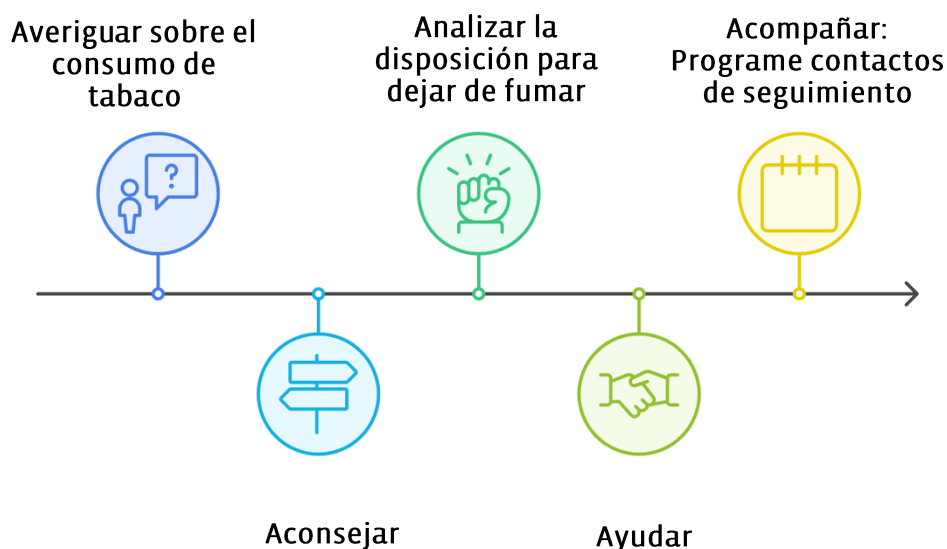 Averiguar sobre el
consumo de
tabaco
?
Aconsejar
Analizar la
disposición para
dejar de fumar
Ayudar
Acompañar:
Programe contactos
de seguimiento